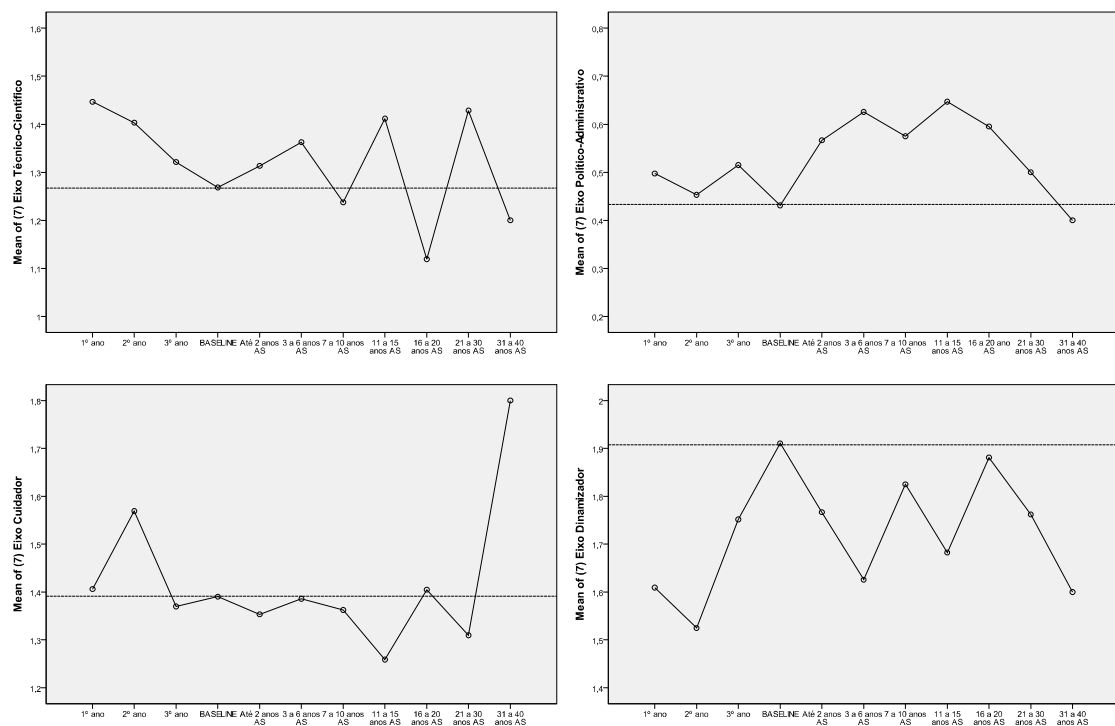 Mean of (7) Eixo Técnico-Científico
1,6
1,5
1,4
1,3
1,2
1,1
1
1º ano
2º ano
3º ano
BASELINE
Até 2 anos
AS
3 a 6 anos
AS
7 a 10 anos
AS
11 a 15
anos AS
16 a 20
anos AS
21 a 30
anos AS
31 a 40
anos AS
Mean of (7) Eixo Político-Administrativo
0,8
0,7
0,6
0,5
0,4
0,3
0,2
1º ano
2º ano
3º ano
BASELINE
Até 2 anos
AS
3 a 6 anos
AS
7 a 10 anos
AS
11 a 15
anos AS
16 a 20 ano
AS
21 a 30
anos AS
31 a 40
anos AS
Mean of (7) Eixo Cuidador
1,8
1,7
1,6
1,5
1,4
1,3
1,2
1º ano
2º ano
3º ano
BASELINE
Até 2 anos
AS
3 a 6 anos
AS
7 a 10 anos
AS
11 a 15
anos AS
16 a 20
anos AS
21 a 30
anos AS
31 a 40
anos AS
Mean of (7) Eixo Dinamizador
2
1,9
1,8
1,7
1,6
1,5
1,4
1º ano
2º ano
3º ano
BASELINE
Até 2 anos
AS
3 a 6 anos
AS
7 a 10 anos
AS
11 a 15
anos AS
16 a 20
anos AS
21 a 30
anos AS
31 a 40
anos AS